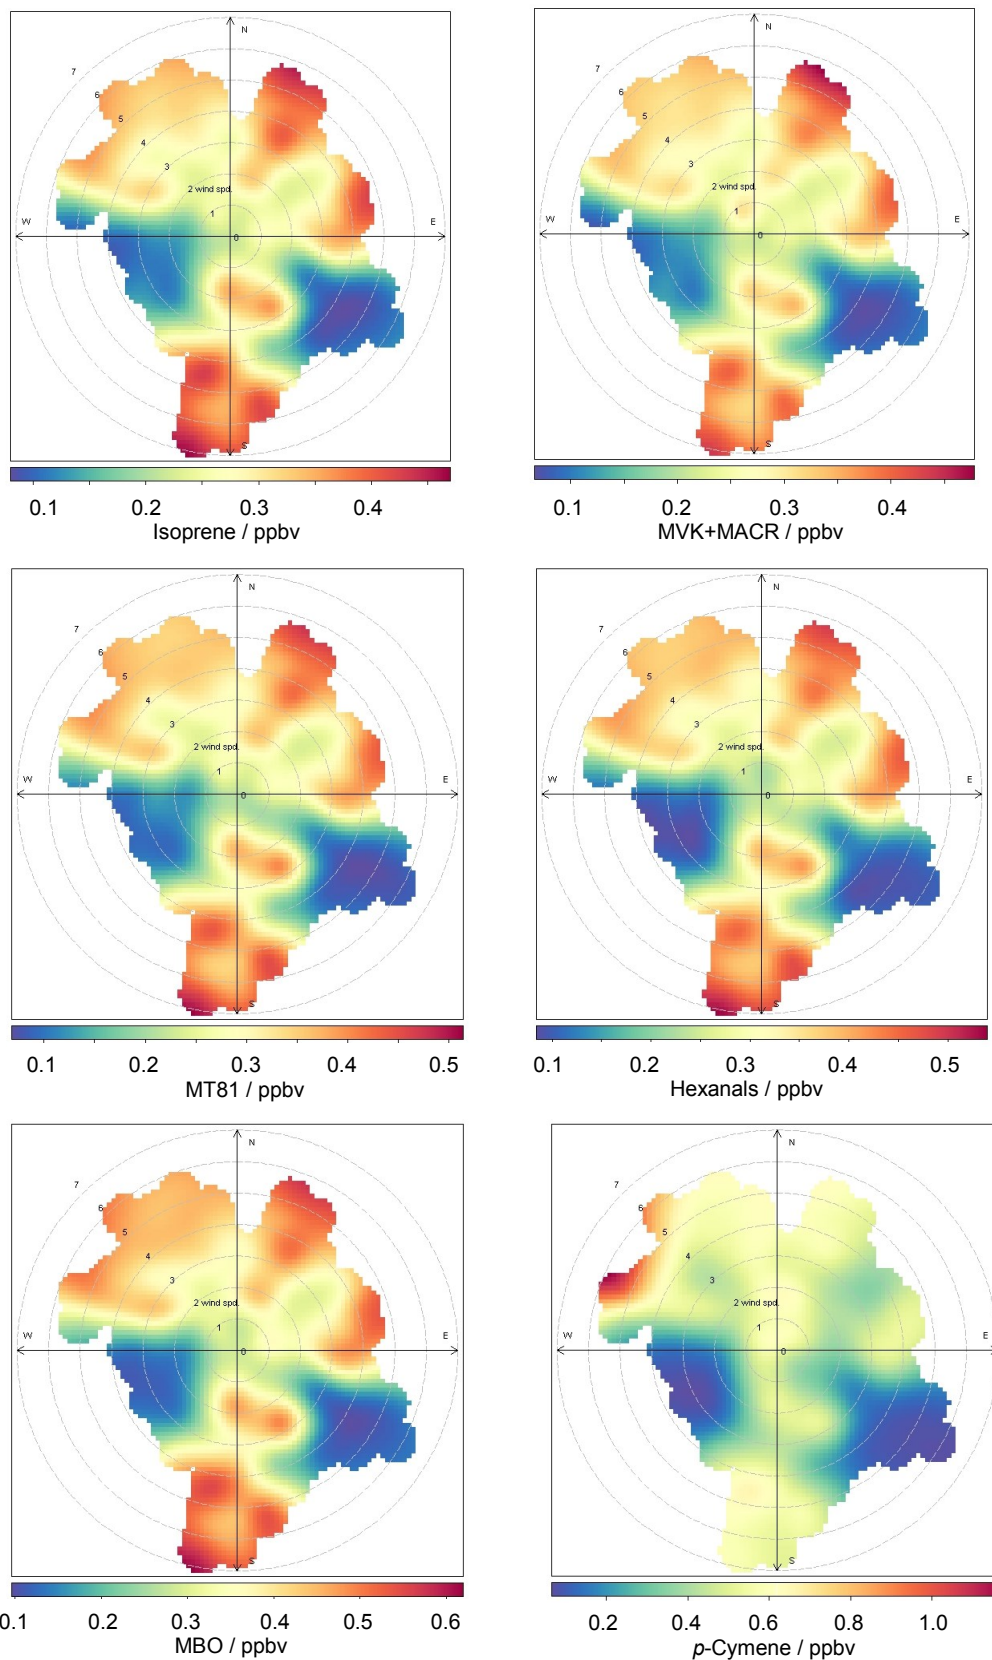 N
7
6
5
4
3
2 wind spd.
1
W
E
0
S
0.1 0.2 0.3 0.4
Isoprene / ppbv
N
7
6
5
4
3
2 wind spd.
1
W
E
0
S
0.1 0.2 0.3 0.4
MVK+MACR / ppbv
N
7
6
5
4
3
2 wind spd.
1
W
E
0
S
0.1 0.2 0.3 0.4 0.5
MT81 / ppbv
N
7
6
5
4
3
2 wind spd.
1
W
E
0
S
0.1 0.2 0.3 0.4 0.5
Hexanals / ppbv
N
7
6
5
4
3
2 wind spd.
1
W
E
0
S
0.1 0.2 0.3 0.4 0.5 0.6
MBO / ppbv
N
7
6
5
4
3
2 wind spd.
1
W
E
0
S
0.2 0.4 0.6 0.8 1.0
p-Cymene / ppbv